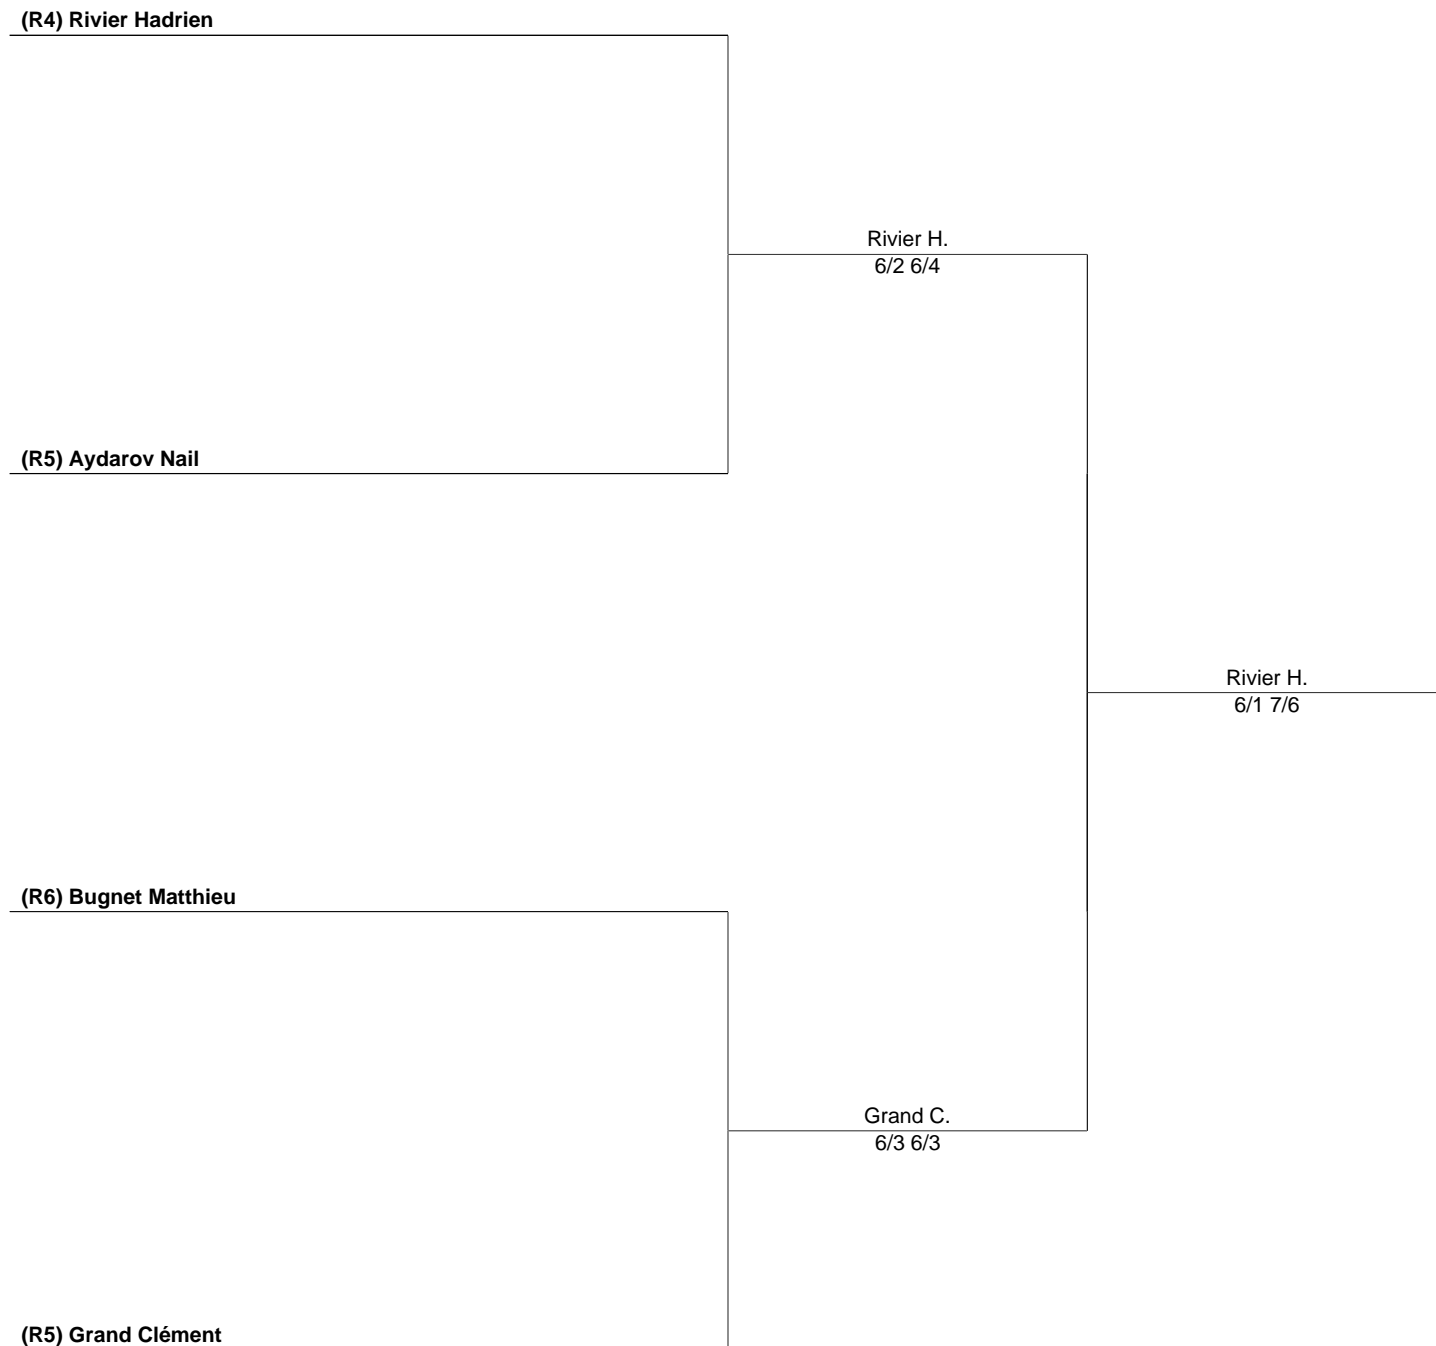 (R4) Rivier Hadrien
Rivier H.
6/2 6/4
(R5) Aydarov Nail
Rivier H.
6/1 7/6
(R6) Bugnet Matthieu
Grand C.
6/3 6/3
(R5) Grand Clément